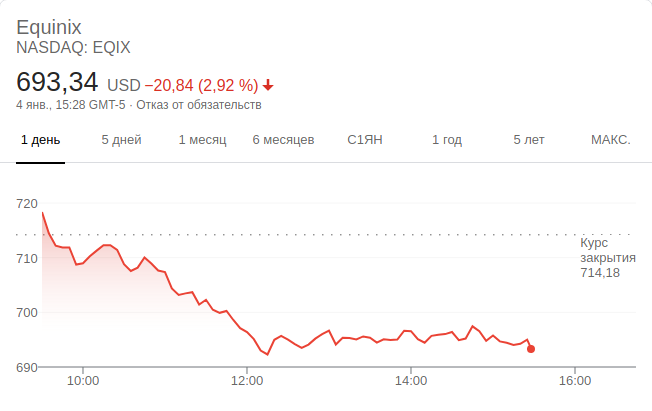 Equinix
NASDAQ: EQIX
693,34 USD −20,84 (2,92 %)
4 янв., 15:28 GMT-5 · Отказ от обязательств
1 день 5 дней 1 месяц 6 месяцев С1ЯН 1 год 5 лет МАКС.
720
710
700
690
Курс
закрытия
714,18
10:00 12:00 14:00 16:00